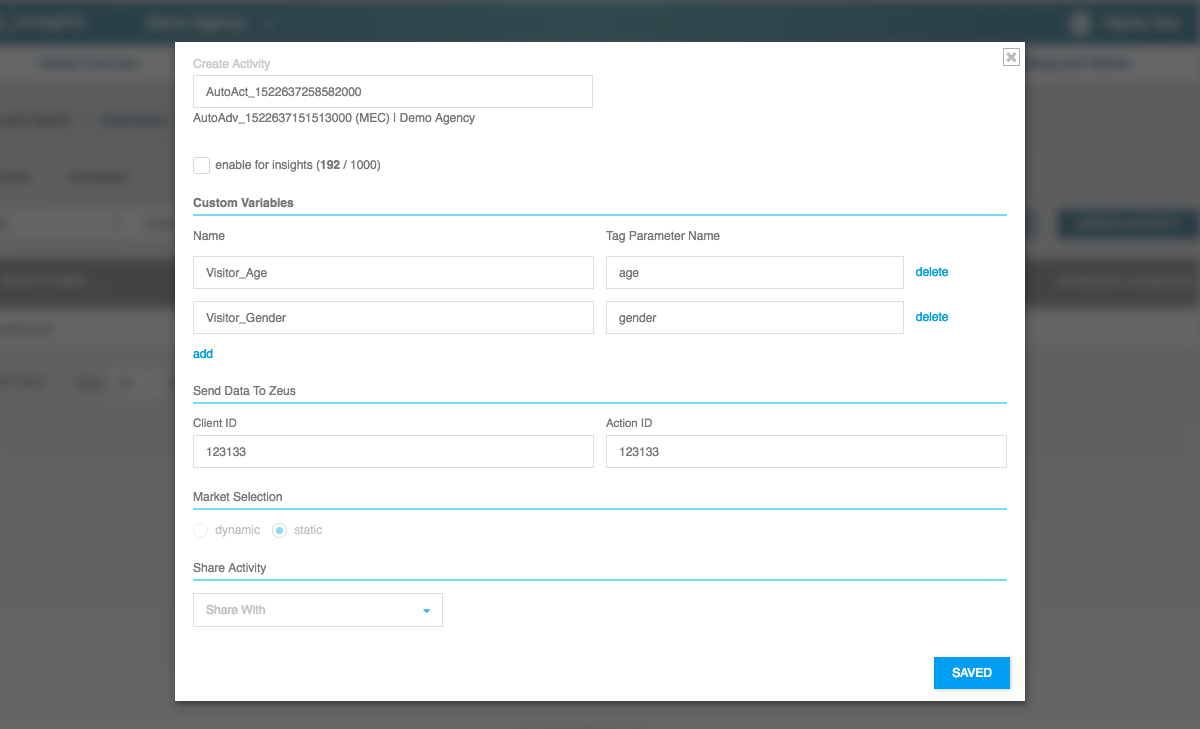 Create Activity
AutoAct_1522637258582000
AutoAdv_1522637151513000 (MEC) | Demo Agency
enable for insights (192 / 1000)
Custom Variables
Name Tag Parameter Name
Visitor_Age age delete
Visitor_Gender gender delete
add
Send Data To Zeus
Client ID Action ID
123133 123133
Market Selection
dynamic static
Share Activity
Share With
SAVED